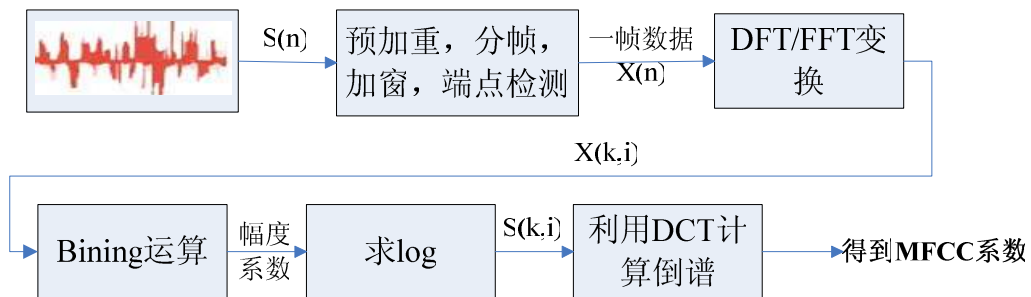 S(n)
预加重，分帧，
加窗，端点检测
一帧数据
X(n)
DFT/FFT变
换
X(k,i)
Bining运算
幅度
系数
求log
S(k,i)
利用DCT计
算倒谱
得到MFCC系数